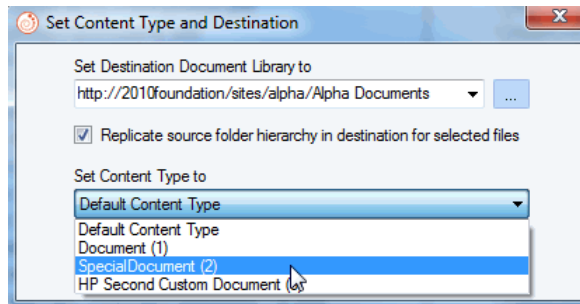 Set Content Type and Destination
Set Destination Document Library to
http://2010foundation/sites/alpha/Alpha Documents
...
Replicate source folder hierarchy in destination for selected files
Set Content Type to
Default Content Type
Default Content Type
Document (1)
SpecialDocument (2)
HP Second Custom Document (